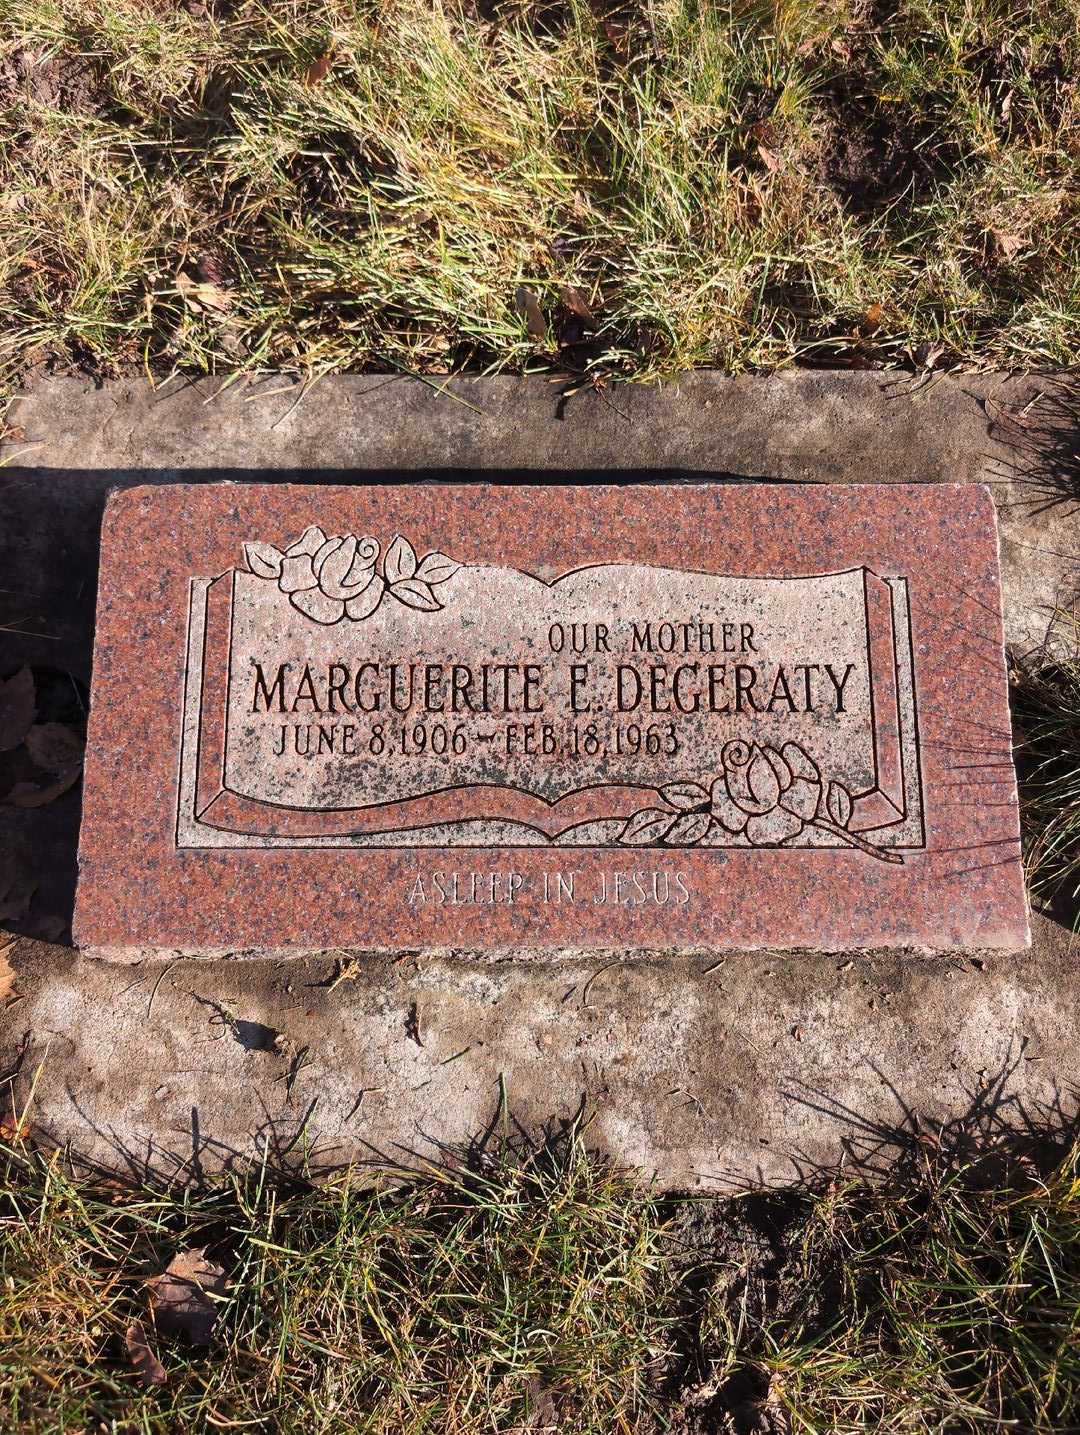 OUR MOTHER
MARGUERITE E. DEGERATY
JUNE 8, 1906 – FEB. 18, 1963
ASLEEP IN JESUS